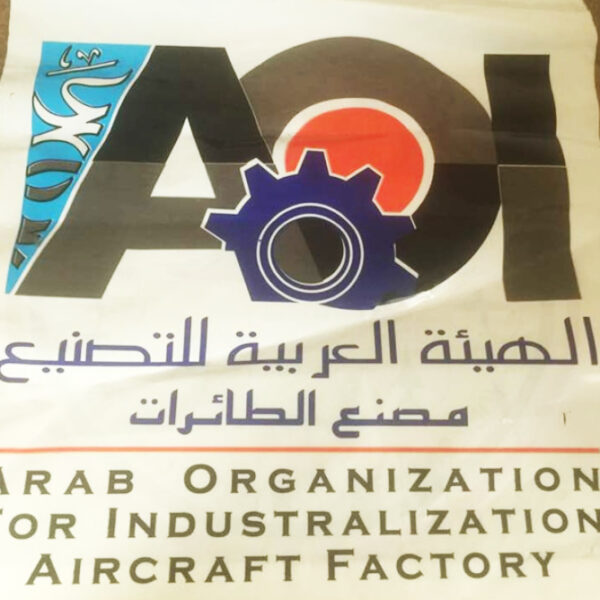 AOI
الهيئة العربية للتصنيع
مصنع الطائرات
ARAB ORGANIZATION
FOR INDUSTRALIZATION
AIRCRAFT FACTORY